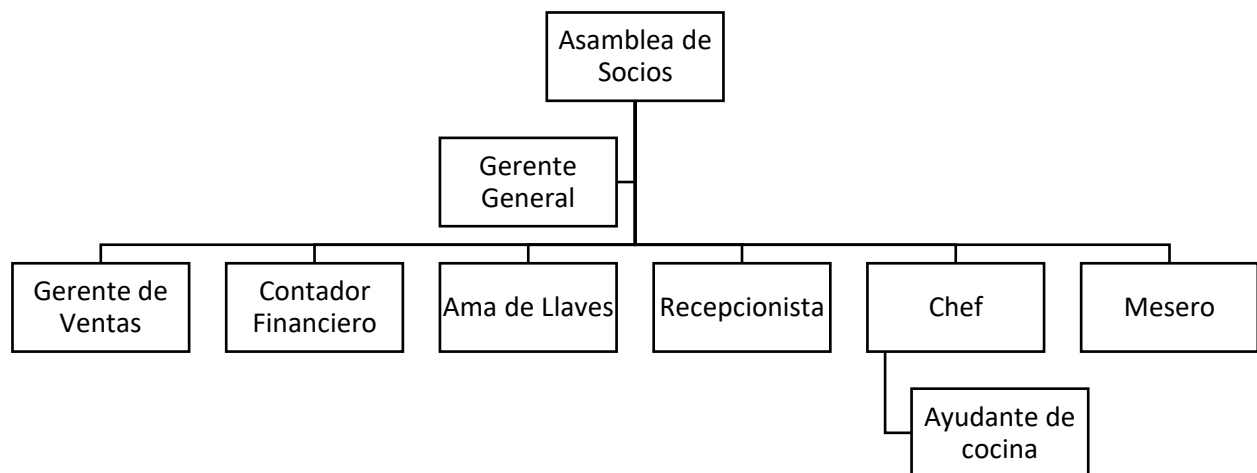 Asamblea de
Socios
Gerente
General
Gerente de
Ventas
Contador
Financiero
Ama de Llaves
Recepcionista
Chef
Mesero
Ayudante de
cocina